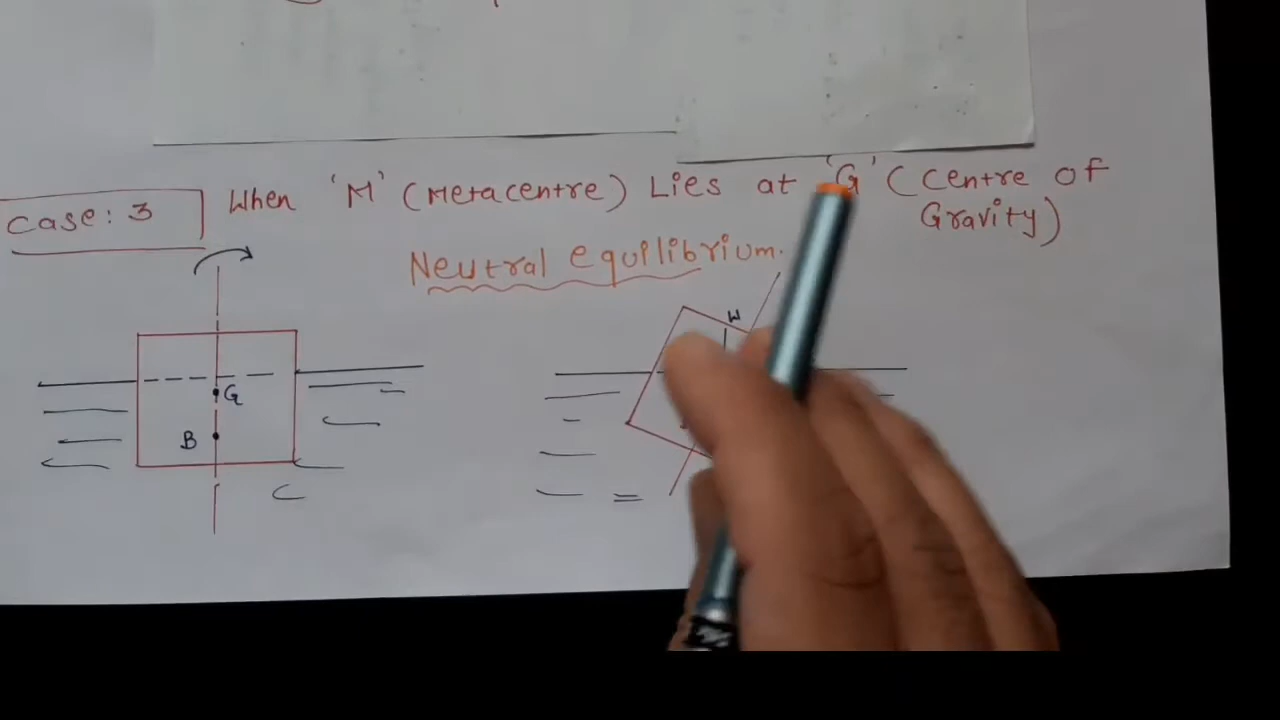 Case: 3
When 'M' (Metacentre) Lies at 'G' (Centre of
Gravity)
Neutral equilibrium.
G
B
W